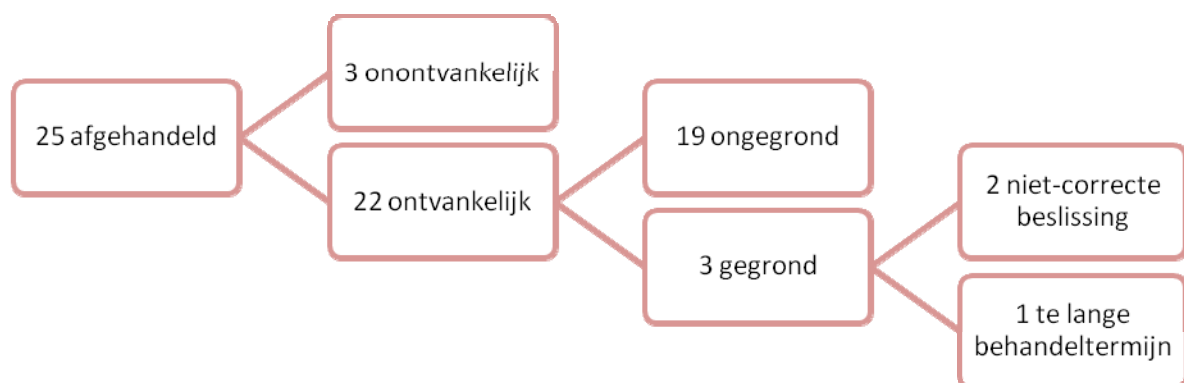 25 afgehandeld
3 onontvankelijk
22 ontvankelijk
19 ongegrond
3 gegrond
2 niet-correcte
beslissing
1 te lange
behandeltermijn